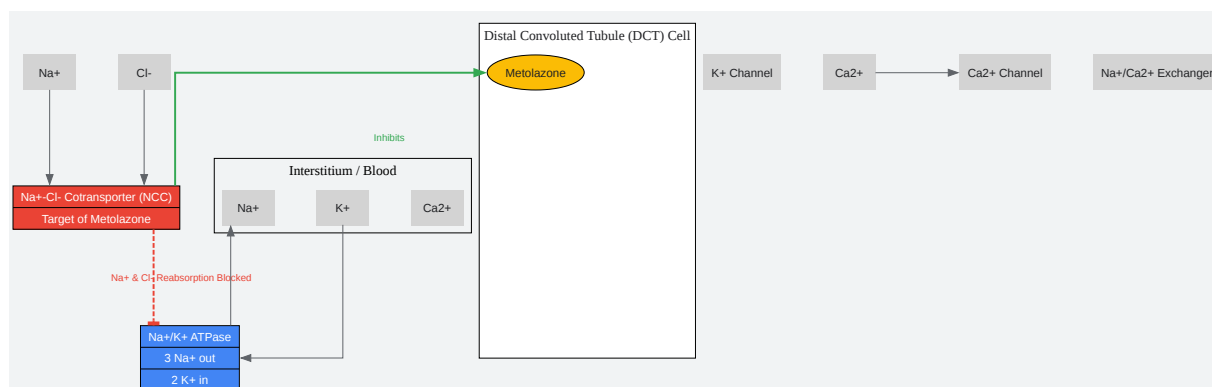 Distal Convoluted Tubule (DCT) Cell
Na+
Cl-
Metolazone
K+ Channel
Ca2+
Ca2+ Channel
Na+/Ca2+ Exchanger
Inhibits
Interstitium / Blood
Na+-Cl- Cotransporter (NCC)
Target of Metolazone
Na+
K+
Ca2+
Na+ & Cl- Reabsorption Blocked
Na+/K+ ATPase
3 Na+ out
2 K+ in